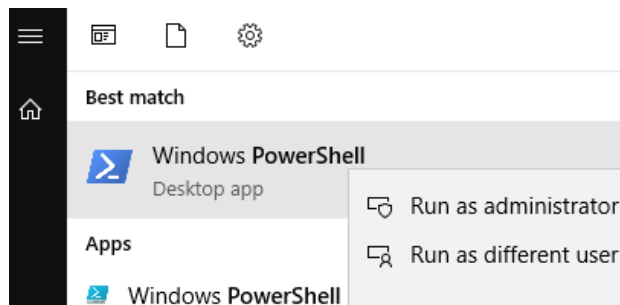 Best match
Windows PowerShell
Desktop app
Run as administrator
Apps
Run as different user
Windows PowerShell